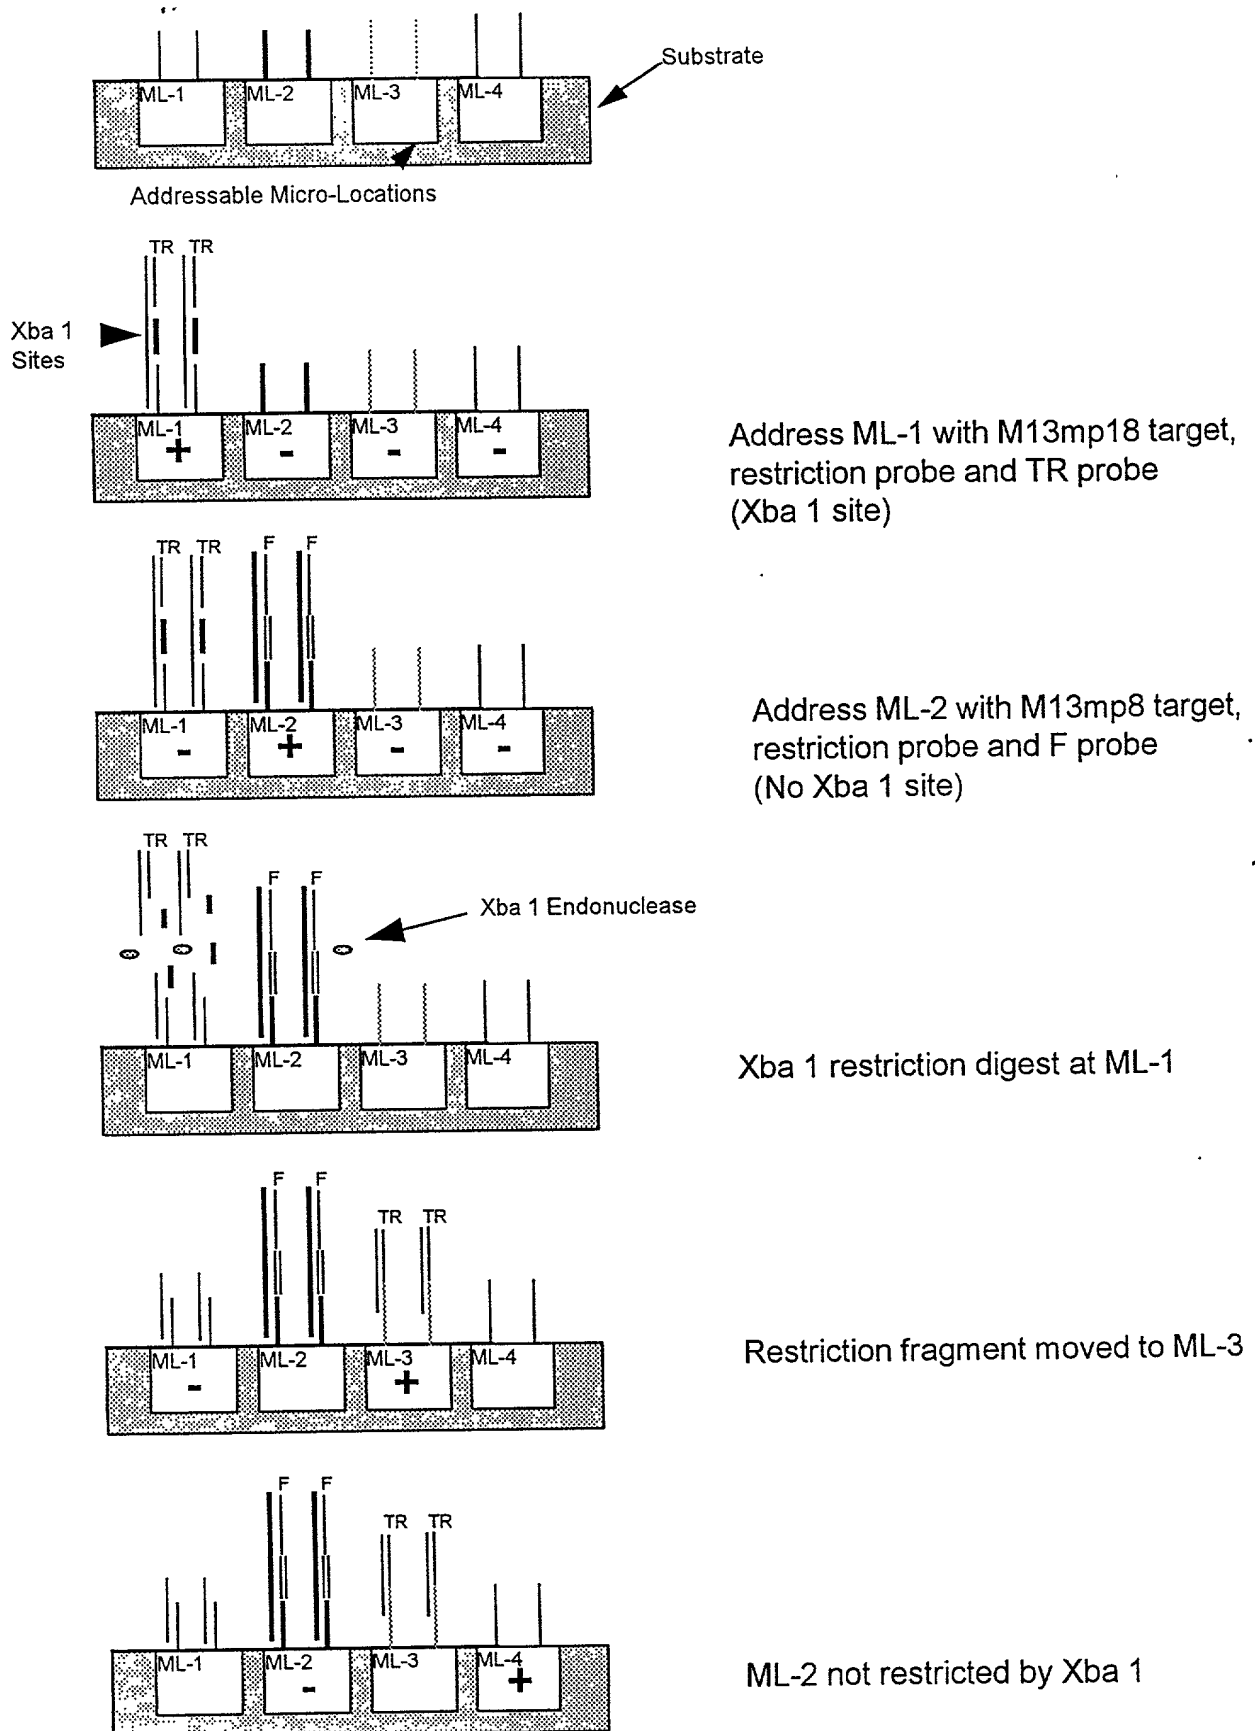 Substrate
ML-1 ML-2 ML-3 ML-4
Addressable Micro-Locations
TR TR
Xba 1
Sites
ML-1 ML-2 ML-3 ML-4
+ - - -
Address ML-1 with M13mp18 target,
restriction probe and TR probe
(Xba 1 site)
TR TR F F
ML-1 ML-2 ML-3 ML-4
- + - -
Address ML-2 with M13mp8 target,
restriction probe and F probe
(No Xba 1 site)
TR TR F F
Xba 1 Endonuclease
ML-1 ML-2 ML-3 ML-4
Xba 1 restriction digest at ML-1
F F
TR TR
ML-1 ML-2 ML-3 ML-4
- +
Restriction fragment moved to ML-3
F F
TR TR
ML-1 ML-2 ML-3 ML-4
- +
ML-2 not restricted by Xba 1